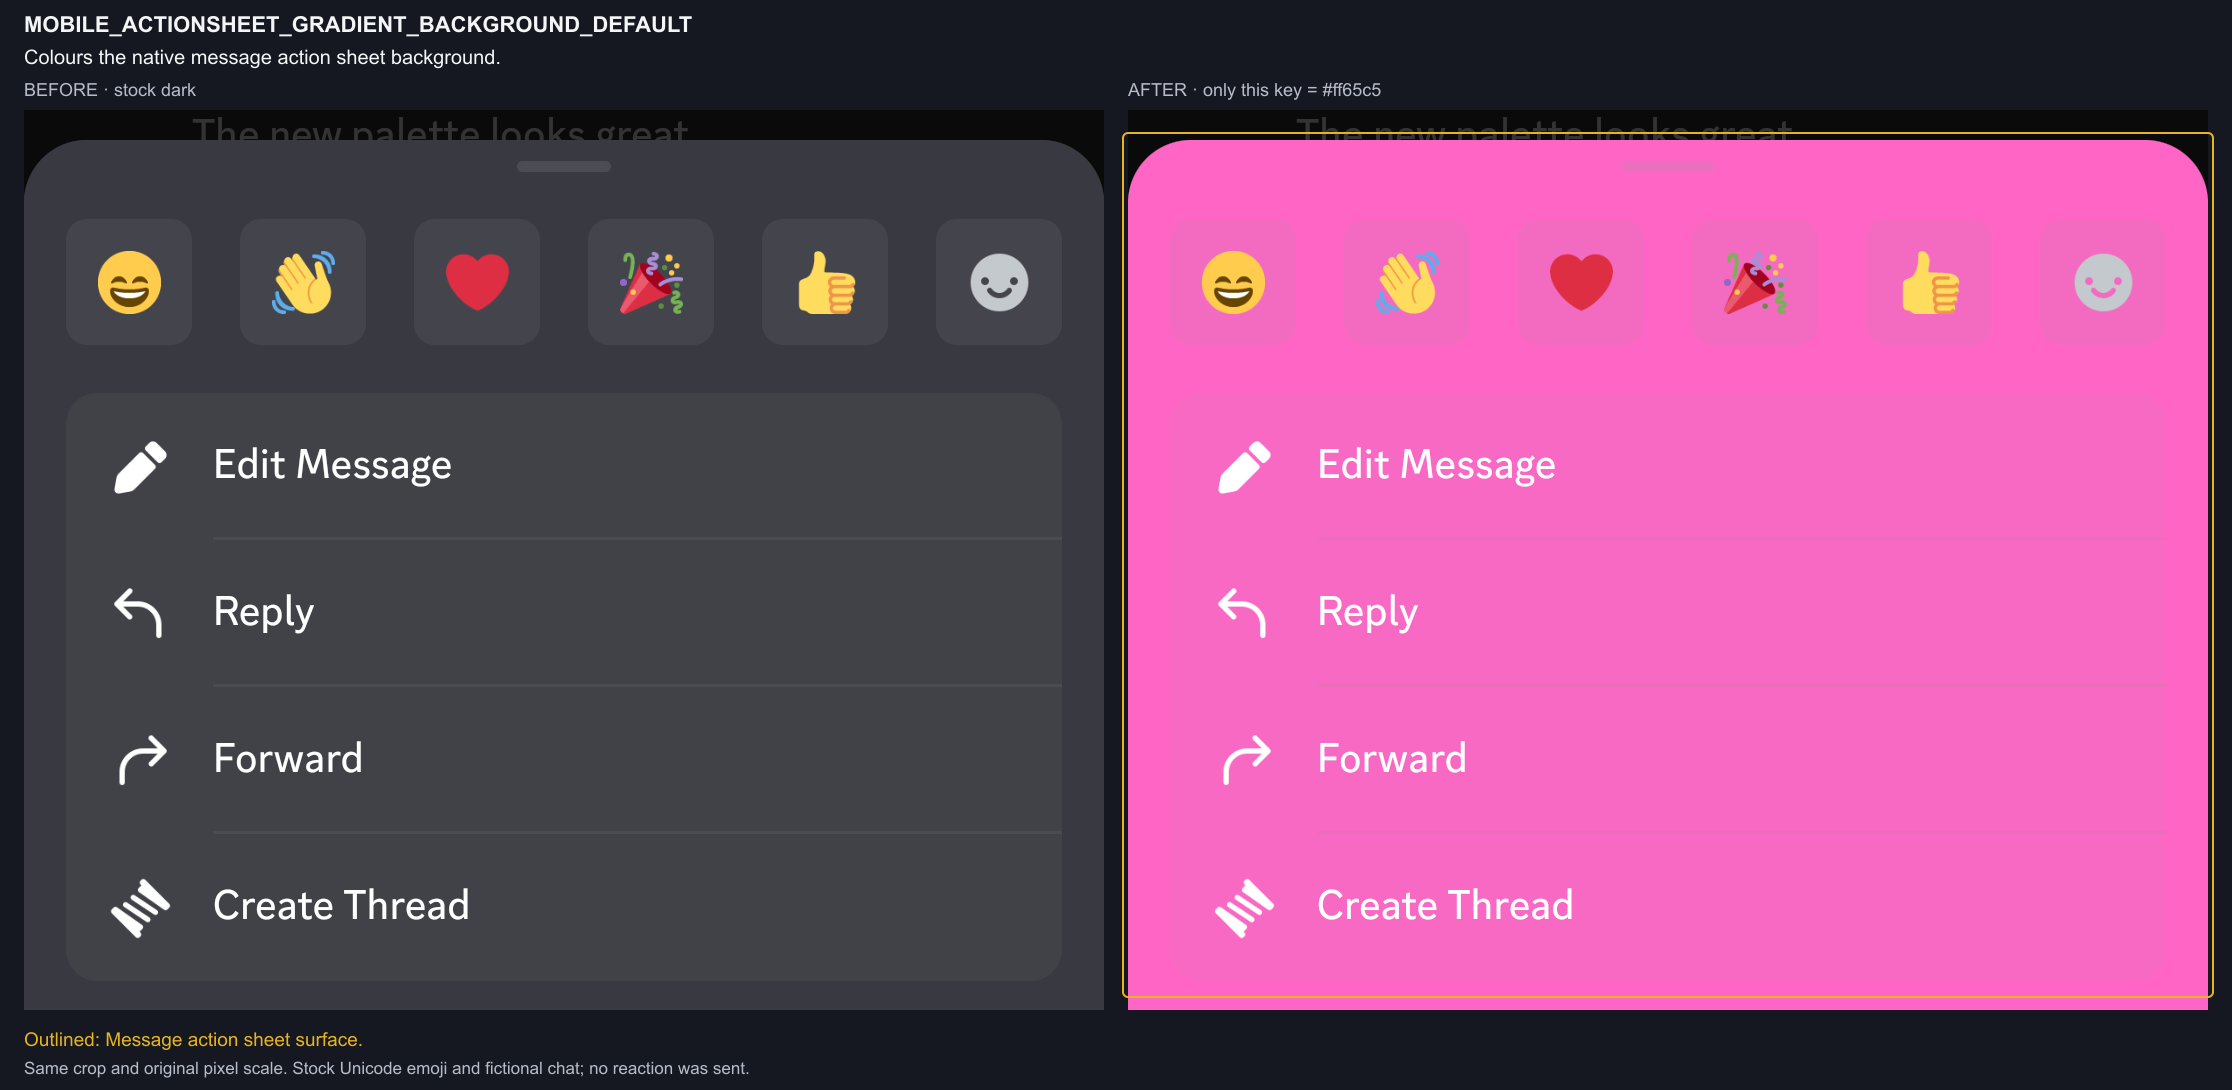 MOBILE_ACTIONSHEET_GRADIENT_BACKGROUND_DEFAULT
Colours the native message action sheet background.
BEFORE · stock dark
AFTER · only this key = #ff65c5
The new palette looks great
The new palette looks great
Edit Message
Reply
Forward
Create Thread
Edit Message
Reply
Forward
Create Thread
Outlined: Message action sheet surface.
Same crop and original pixel scale. Stock Unicode emoji and fictional chat; no reaction was sent.